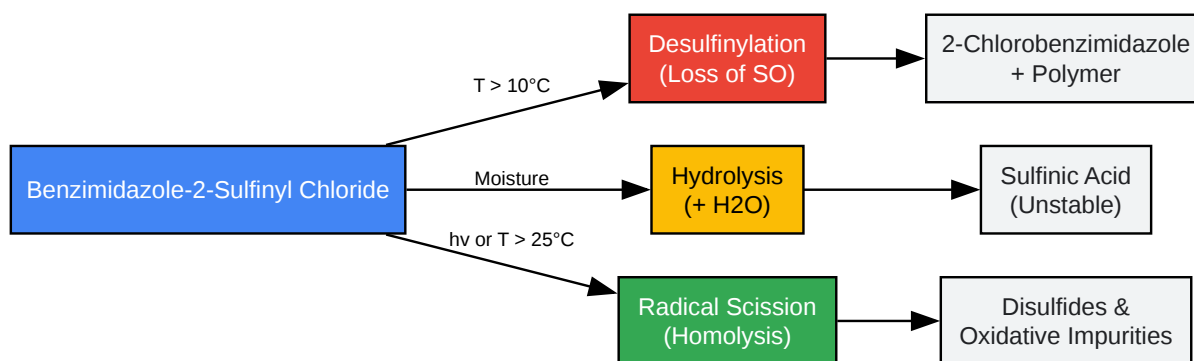 Benzimidazole-2-Sulfinyl Chloride
T > 10°C
Desulfinylation
(Loss of SO)
2-Chlorobenzimidazole
+ Polymer
Moisture
Hydrolysis
(+ H2O)
Sulfinic Acid
(Unstable)
hv or T > 25°C
Radical Scission
(Homolysis)
Disulfides &
Oxidative Impurities